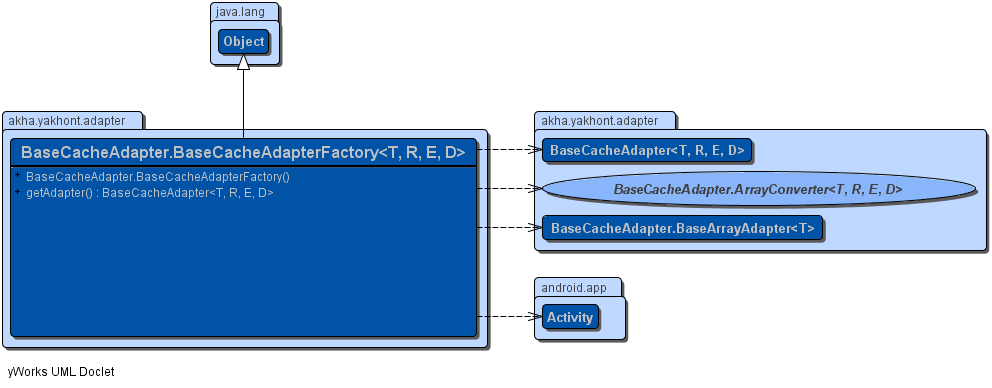 java.lang
Object
akha.yakhont.adapter
BaseCacheAdapter.BaseCacheAdapterFactory<T, R, E, D>
+ BaseCacheAdapter.BaseCacheAdapterFactory()
+ getAdapter() : BaseCacheAdapter<T, R, E, D>
akha.yakhont.adapter
BaseCacheAdapter<T, R, E, D>
BaseCacheAdapter.ArrayConverter<T, R, E, D>
BaseCacheAdapter.BaseArrayAdapter<T>
android.app
Activity
yWorks UML Doclet